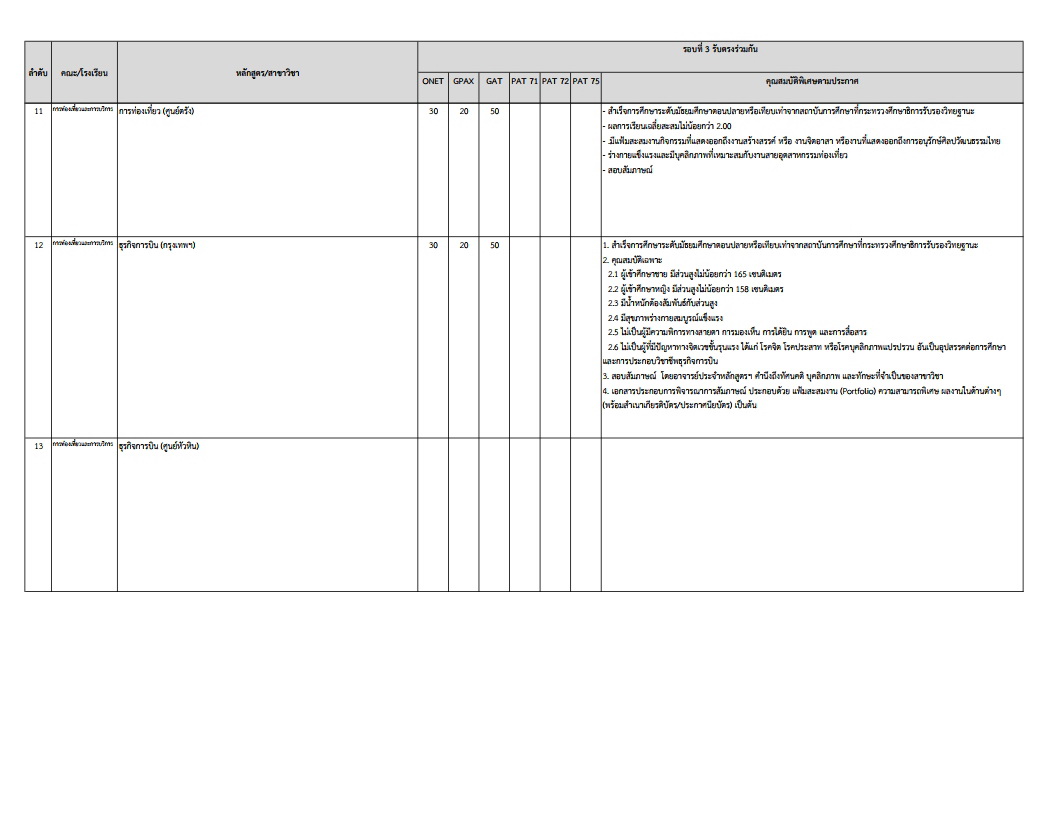 รอบที่ 3 รับตรงร่วมกัน
ลำดับ คณะ/โรงเรียน หลักสูตร/สาขาวิชา
ONET GPAX GAT PAT 71 PAT 72 PAT 75 คุณสมบัติพิเศษตามประกาศ
11 การท่องเที่ยวและการบริการ การท่องเที่ยว (ศูนย์ตรัง) 30 20 50 - สำเร็จการศึกษาระดับมัธยมศึกษาตอนปลายหรือเทียบเท่าจากสถาบันการศึกษาที่กระทรวงศึกษาธิการรับรองวิทยฐานะ
- ผลการเรียนเฉลี่ยสะสมไม่น้อยกว่า 2.00
- .มีแฟ้มสะสมงานกิจกรรมที่แสดงออกถึงงานสร้างสรรค์ หรือ งานจิตอาสา หรืองานที่แสดงออกถึงการอนุรักษ์ศิลปวัฒนธรรมไทย
- ร่างกายแข็งแรงและมีบุคลิกภาพที่เหมาะสมกับงานสายอุตสาหกรรมท่องเที่ยว
- สอบสัมภาษณ์
12 การท่องเที่ยวและการบริการ ธุรกิจการบิน (กรุงเทพฯ) 30 20 50 1. สำเร็จการศึกษาระดับมัธยมศึกษาตอนปลายหรือเทียบเท่าจากสถาบันการศึกษาที่กระทรวงศึกษาธิการรับรองวิทยฐานะ
2. คุณสมบัติเฉพาะ
2.1 ผู้เข้าศึกษาชาย มีส่วนสูงไม่น้อยกว่า 165 เซนติเมตร
2.2 ผู้เข้าศึกษาหญิง มีส่วนสูงไม่น้อยกว่า 158 เซนติเมตร
2.3 มีน้ำหนักต้องสัมพันธ์กับส่วนสูง
2.4 มีสุขภาพร่างกายสมบูรณ์แข็งแรง
2.5 ไม่เป็นผู้มีความพิการทางสายตา การมองเห็น การได้ยิน การพูด และการสื่อสาร
2.6 ไม่เป็นผู้ที่มีปัญหาทางจิตเวชขั้นรุนแรง ได้แก่ โรคจิต โรคประสาท หรือโรคบุคลิกภาพแปรปรวน อันเป็นอุปสรรคต่อการศึกษา
และการประกอบวิชาชีพธุรกิจการบิน
3. สอบสัมภาษณ์ โดยอาจารย์ประจำหลักสูตรฯ คำนึงถึงทัศนคติ บุคลิกภาพ และทักษะที่จำเป็นของสาขาวิชา
4. เอกสารประกอบการพิจารณาการสัมภาษณ์ ประกอบด้วย แฟ้มสะสมงาน (Portfolio) ความสามารถพิเศษ ผลงานในด้านต่างๆ
(พร้อมสำเนาเกียรติบัตร/ประกาศนียบัตร) เป็นต้น
13 การท่องเที่ยวและการบริการ ธุรกิจการบิน (ศูนย์หัวหิน)